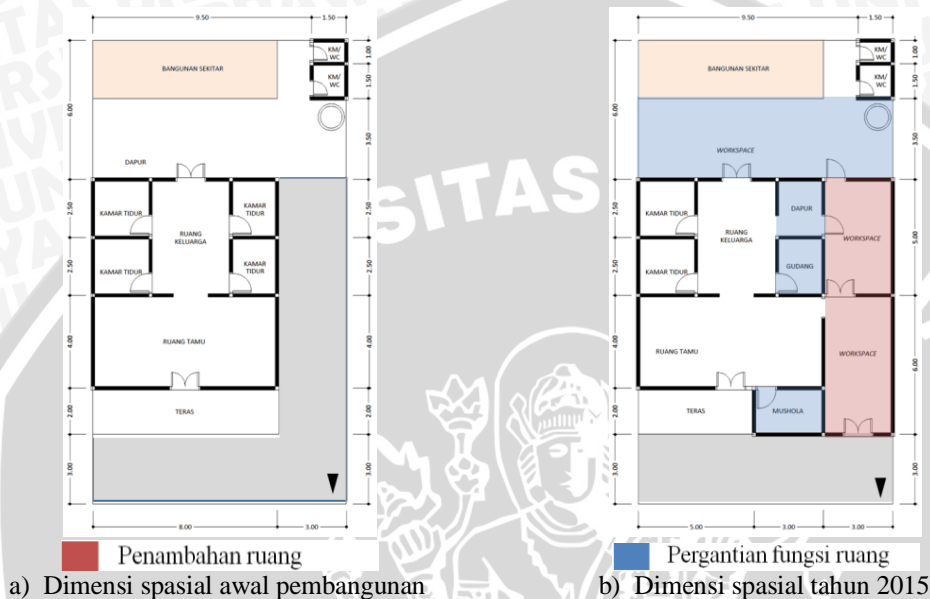 9.50 1.50
KM/
WC
KM/
WC
1.00
1.50
3.50
6.00
BANGUNAN SEKITAR
DAPUR
KAMAR TIDUR
KAMAR
TIDUR
RUANG
KELUARGA
KAMAR TIDUR
KAMAR
TIDUR
2.50
2.50
2.50
2.50
RUANG TAMU
4.00
4.00
TERAS
2.00
2.00
3.00
3.00
8.00 3.00
Penambahan ruang
a) Dimensi spasial awal pembangunan
9.50 1.50
KM/
WC
KM/
WC
1.00
1.50
3.50
6.00
BANGUNAN SEKITAR
WORKSPACE
KAMAR TIDUR
DAPUR
RUANG
KELUARGA
WORKSPACE
KAMAR TIDUR
GUDANG
2.50
2.50
5.00
RUANG TAMU
WORKSPACE
4.00
6.00
TERAS
MUSHOLA
2.00
3.00
3.00
5.00 3.00 3.00
Pergantian fungsi ruang
b) Dimensi spasial tahun 2015
SITAS